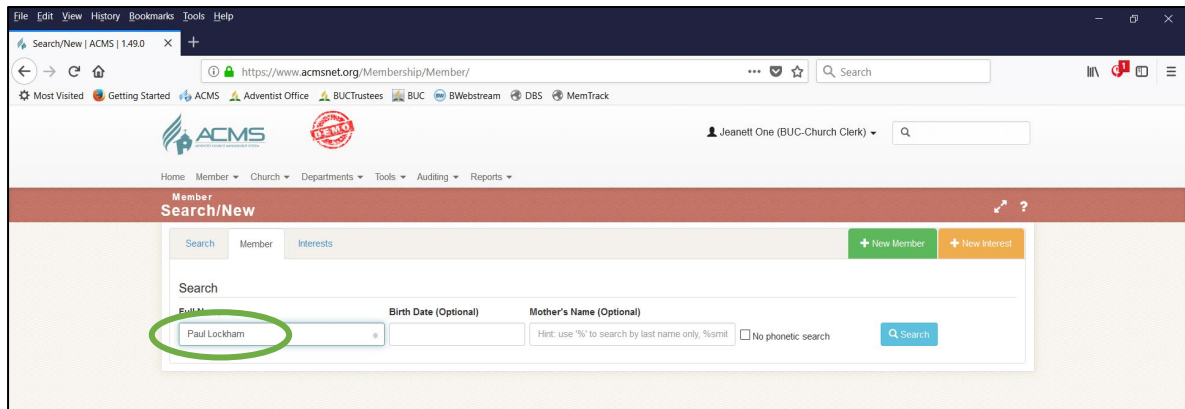 File Edit View History Bookmarks Tools Help
Search/New | ACMS | 1.49.0
https://www.acmsnet.org/Membership/Member/
Search
Most Visited Getting Started ACMS Adventist Office BUCTrustees BUC BWebstream DBS MemTrack
ACMS
DEMO
Jeanett One (BUC-Church Clerk)
Home Member Church Departments Tools Auditing Reports
Member
Search/New
?
Search Member Interests + New Member + New Interest
Search
Birth Date (Optional) Mother's Name (Optional)
Paul Lockham Hint: use '%' to search by last name only, %smit No phonetic search Search